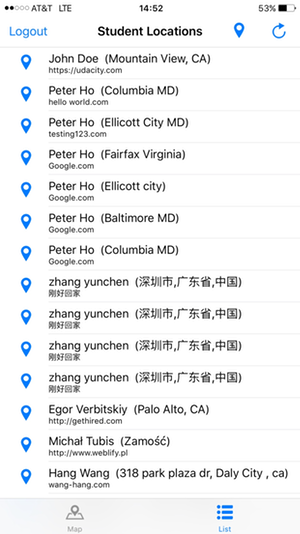 AT&T LTE 14:52 53%
Logout Student Locations
John Doe (Mountain View, CA)
https://udacity.com
Peter Ho (Columbia MD)
hello world.com
Peter Ho (Ellicott City MD)
testing123.com
Peter Ho (Fairfax Virginia)
Google.com
Peter Ho (Ellicott city)
Google.com
Peter Ho (Baltimore MD)
Google.com
Peter Ho (Columbia MD)
Google.com
zhang yunchen (深圳市,广东省,中国)
刚好回家
zhang yunchen (深圳市,广东省,中国)
刚好回家
zhang yunchen (深圳市,广东省,中国)
刚好回家
zhang yunchen (深圳市,广东省,中国)
刚好回家
Egor Verbitskiy (Palo Alto, CA)
http://gethired.com
Michał Tubis (Zamość)
http://www.weblify.pl
Hang Wang (318 park plaza dr, Daly City , ca)
wang-hang.com
Map List